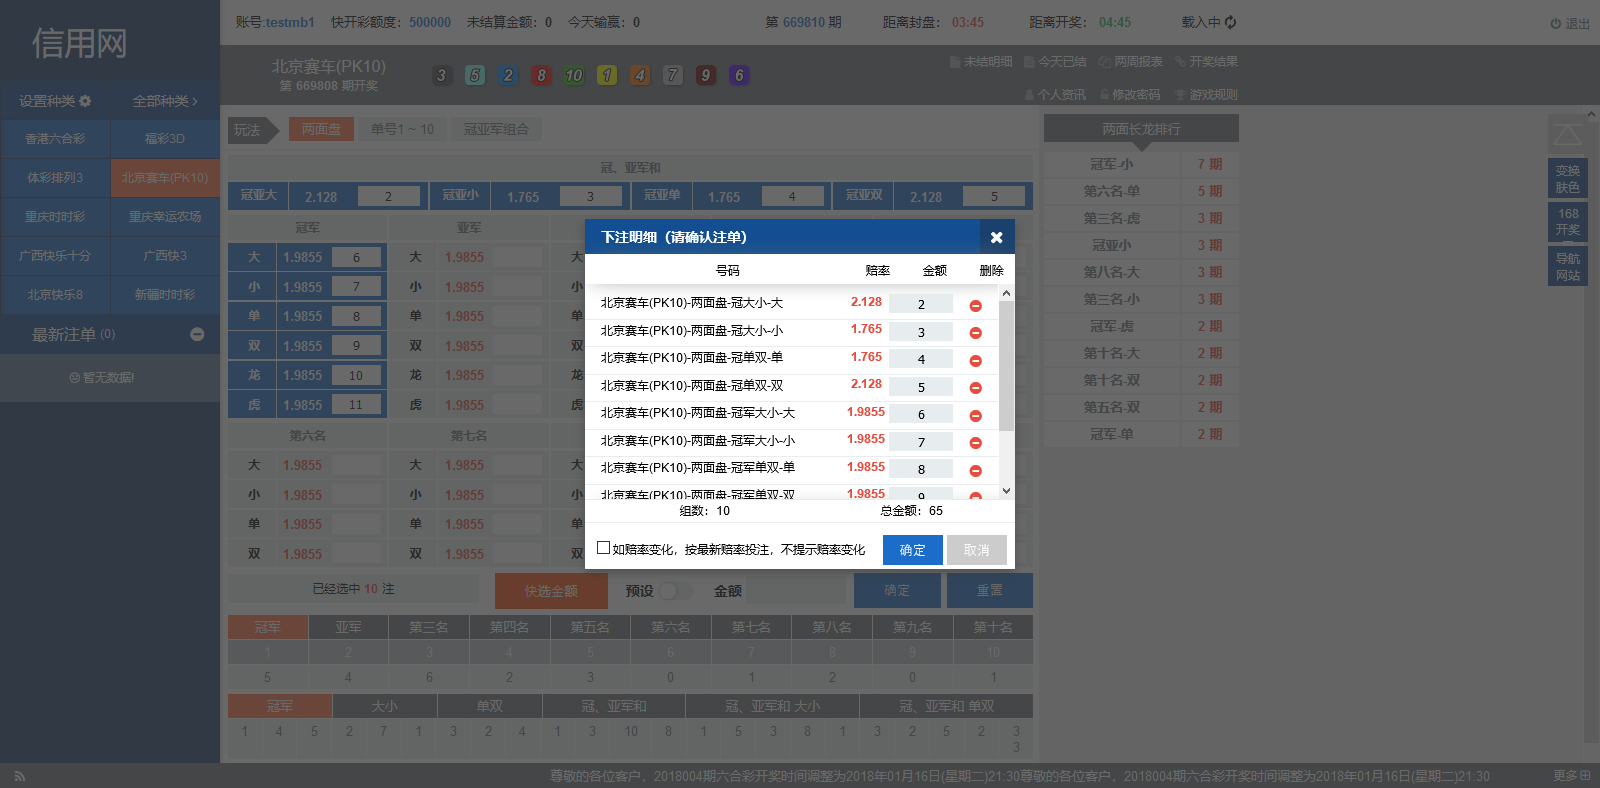 账号:testmb1 快开彩额度：500000 未结算金额：0 今天输赢：0 第 669810 期 距离封盘： 03:45 距离开奖： 04:45 载入中 退出
信用网
北京赛车(PK10)
第 669808 期开奖
3 5 2 8 10 1 4 7 9 6
未结明细 今天已结 两周报表 开奖结果
个人资讯 修改密码 游戏规则
设置种类 全部种类
香港六合彩 福彩3D
体彩排列3 北京赛车(PK10)
重庆时时彩 重庆幸运农场
广西快乐十分 广西快3
北京快乐8 新疆时时彩
最新注单 (0)
暂无数据!
玩法 两面盘 单号1 ~ 10 冠亚军组合
冠、亚军和
冠亚大 2.128 2 冠亚小 1.765 3 冠亚单 1.765 4 冠亚双 2.128 5
冠军 亚军
大 1.9855 6 大 1.9855 大
小 1.9855 7 小 1.9855 小
单 1.9855 8 单 1.9855 单
双 1.9855 9 双 1.9855 双
龙 1.9855 10 龙 1.9855 龙
虎 1.9855 11 虎 1.9855 虎
第六名 第七名
大 1.9855 大 1.9855 大
小 1.9855 小 1.9855 小
单 1.9855 单 1.9855 单
双 1.9855 双 1.9855 双
下注明细（请确认注单）
号码 赔率 金额 删除
北京赛车(PK10)-两面盘-冠大小-大 2.128 2
北京赛车(PK10)-两面盘-冠大小-小 1.765 3
北京赛车(PK10)-两面盘-冠单双-单 1.765 4
北京赛车(PK10)-两面盘-冠单双-双 2.128 5
北京赛车(PK10)-两面盘-冠军大小-大 1.9855 6
北京赛车(PK10)-两面盘-冠军大小-小 1.9855 7
北京赛车(PK10)-两面盘-冠军单双-单 1.9855 8
北京赛车(PK10)-两面盘-冠军单双-双 1.9855 9
组数：10 总金额：65
如赔率变化，按最新赔率投注，不提示赔率变化 确定 取消
已经选中 10 注 快选金额 预设 金额 确定 重置
冠军 亚军 第三名 第四名 第五名 第六名 第七名 第八名 第九名 第十名
1 2 3 4 5 6 7 8 9 10
5 4 6 2 3 0 1 2 0 1
冠军 大小 单双 冠、亚军和 冠、亚军和 大小 冠、亚军和 单双
1 4 5 2 7 1 3 2 4 1 3 10 8 1 5 3 8 1 3 2 5 2 3
3
两面长龙排行
冠军-小 7 期
第六名-单 5 期
第三名-虎 3 期
冠亚小 3 期
第八名-大 3 期
第三名-小 3 期
冠军-虎 2 期
第十名-大 2 期
第十名-双 2 期
第五名-双 2 期
冠军-单 2 期
变换
肤色
168
开奖
导航
网站
尊敬的各位客户，2018004期六合彩开奖时间调整为2018年01月16日(星期二)21:30尊敬的各位客户，2018004期六合彩开奖时间调整为2018年01月16日(星期二)21:30 更多